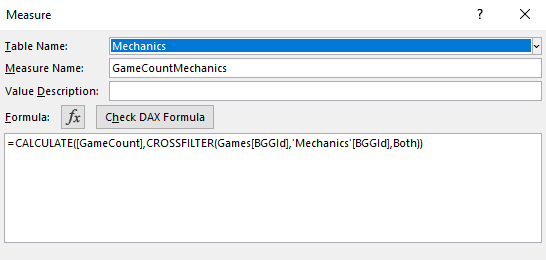 Measure ? ×
Table Name: Mechanics
Measure Name: GameCountMechanics
Value Description:
Formula: fx Check DAX Formula
=CALCULATE([GameCount],CROSSFILTER(Games[BGGId],'Mechanics'[BGGId],Both))